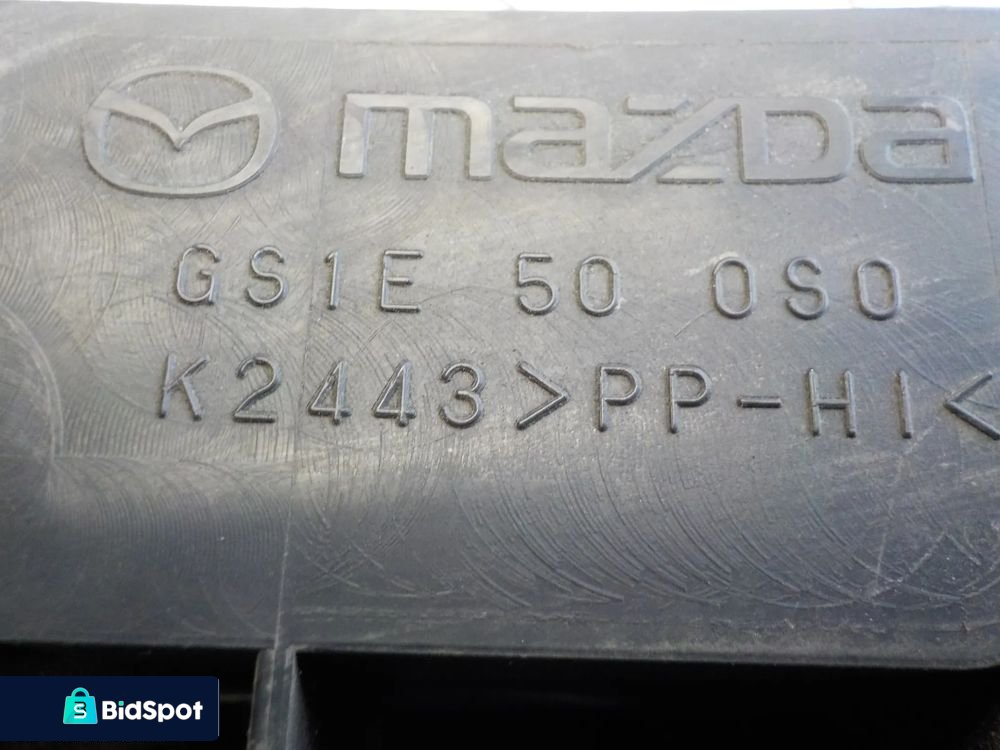 mazda
GS1E 50 0S0
K2443>PP-HI<
BidSpot